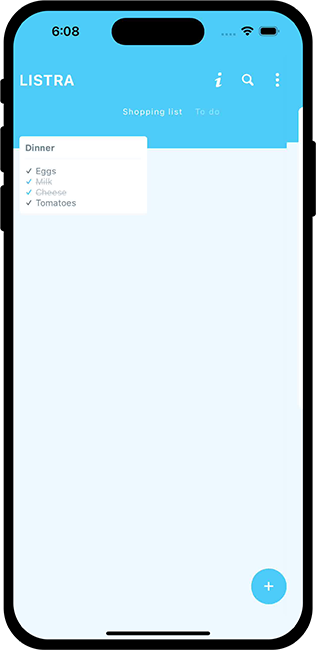 6:08
LISTRA
Shopping list To do
Dinner
Eggs
Milk
Cheese
Tomatoes